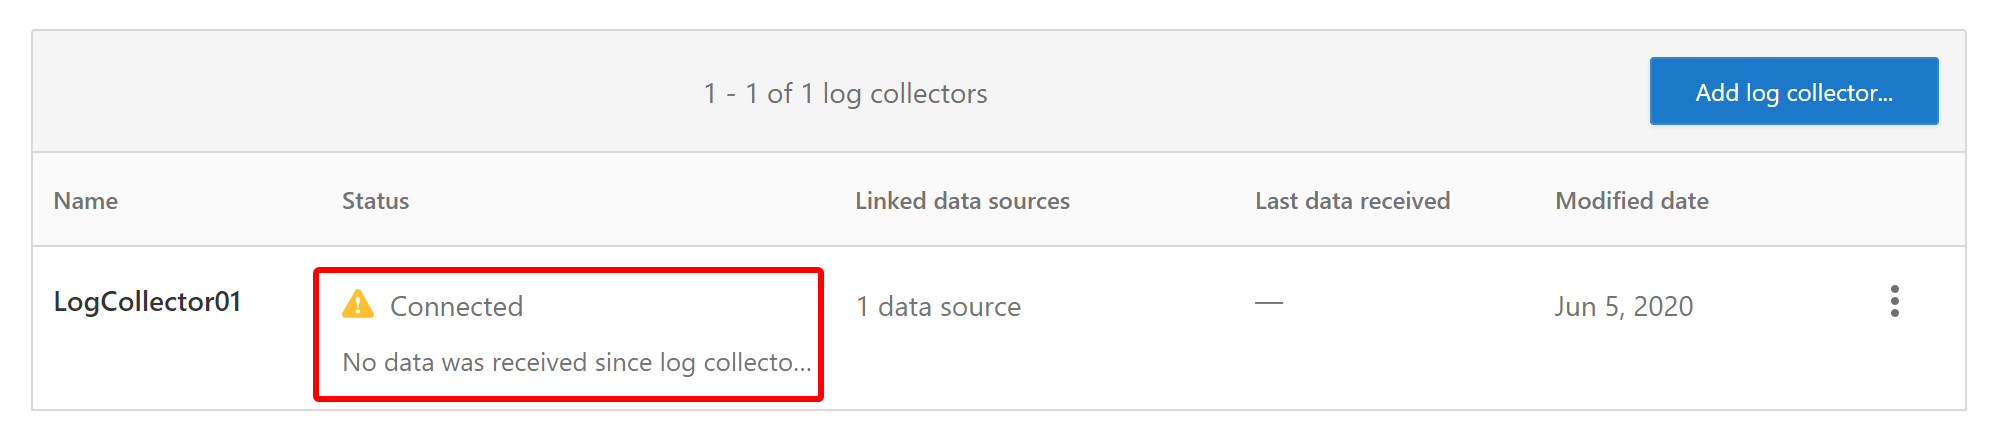 1 - 1 of 1 log collectors
Add log collector...
Name Status Linked data sources Last data received Modified date
LogCollector01 Connected 1 data source — Jun 5, 2020
No data was received since log collecto...